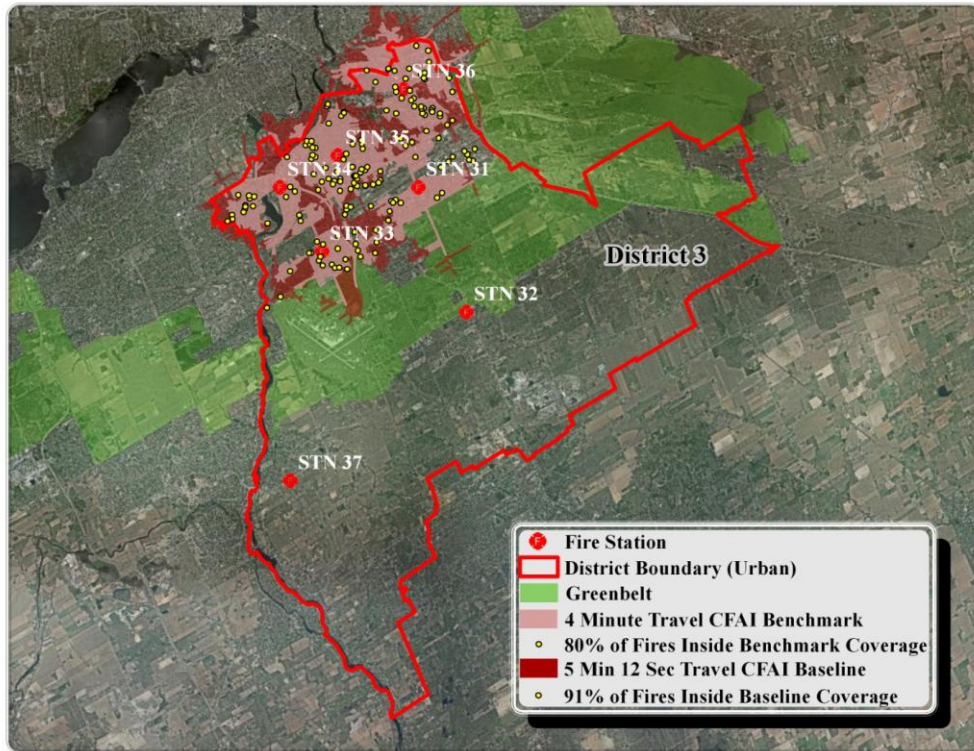 STN 36
STN 35
STN 34
STN 31
STN 33
District 3
STN 32
STN 37
F Fire Station
District Boundary (Urban)
Greenbelt
4 Minute Travel CFAI Benchmark
80% of Fires Inside Benchmark Coverage
5 Min 12 Sec Travel CFAI Baseline
91% of Fires Inside Baseline Coverage